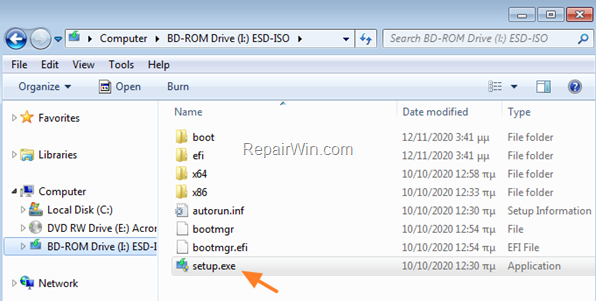 Computer ▸ BD-ROM Drive (I:) ESD-ISO
Search BD-ROM Drive (I:) ESD-ISO
File Edit View Tools Help
Organize Open Burn
Name Date modified Type
Favorites
Libraries
Computer
Local Disk (C:)
DVD RW Drive (E:) Acron
BD-ROM Drive (I:) ESD-I
Network
boot 12/11/2020 3:41 μμ File folder
efi 12/11/2020 3:41 μμ File folder
x64 10/10/2020 12:58 πμ File folder
x86 10/10/2020 12:33 πμ File folder
autorun.inf 10/10/2020 12:30 πμ Setup Information
bootmgr 10/10/2020 12:54 πμ File
bootmgr.efi 10/10/2020 12:54 πμ EFI File
setup.exe 10/10/2020 12:30 πμ Application
RepairWin.com